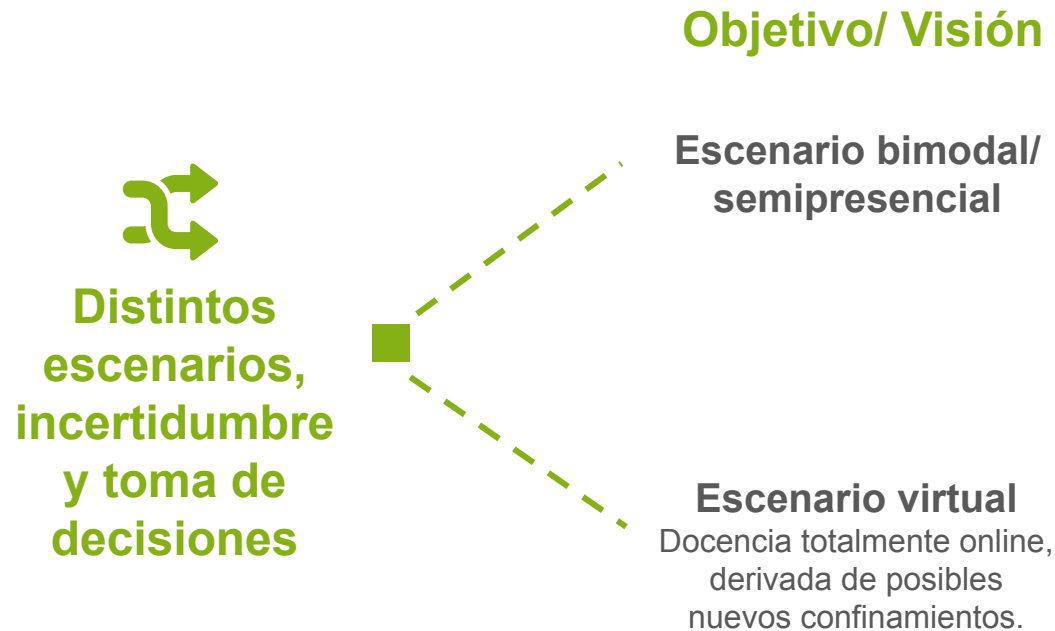 Objetivo/ Visión
Escenario bimodal/
semipresencial
Distintos
escenarios,
incertidumbre
y toma de
decisiones
Escenario virtual
Docencia totalmente online,
derivada de posibles
nuevos confinamientos.